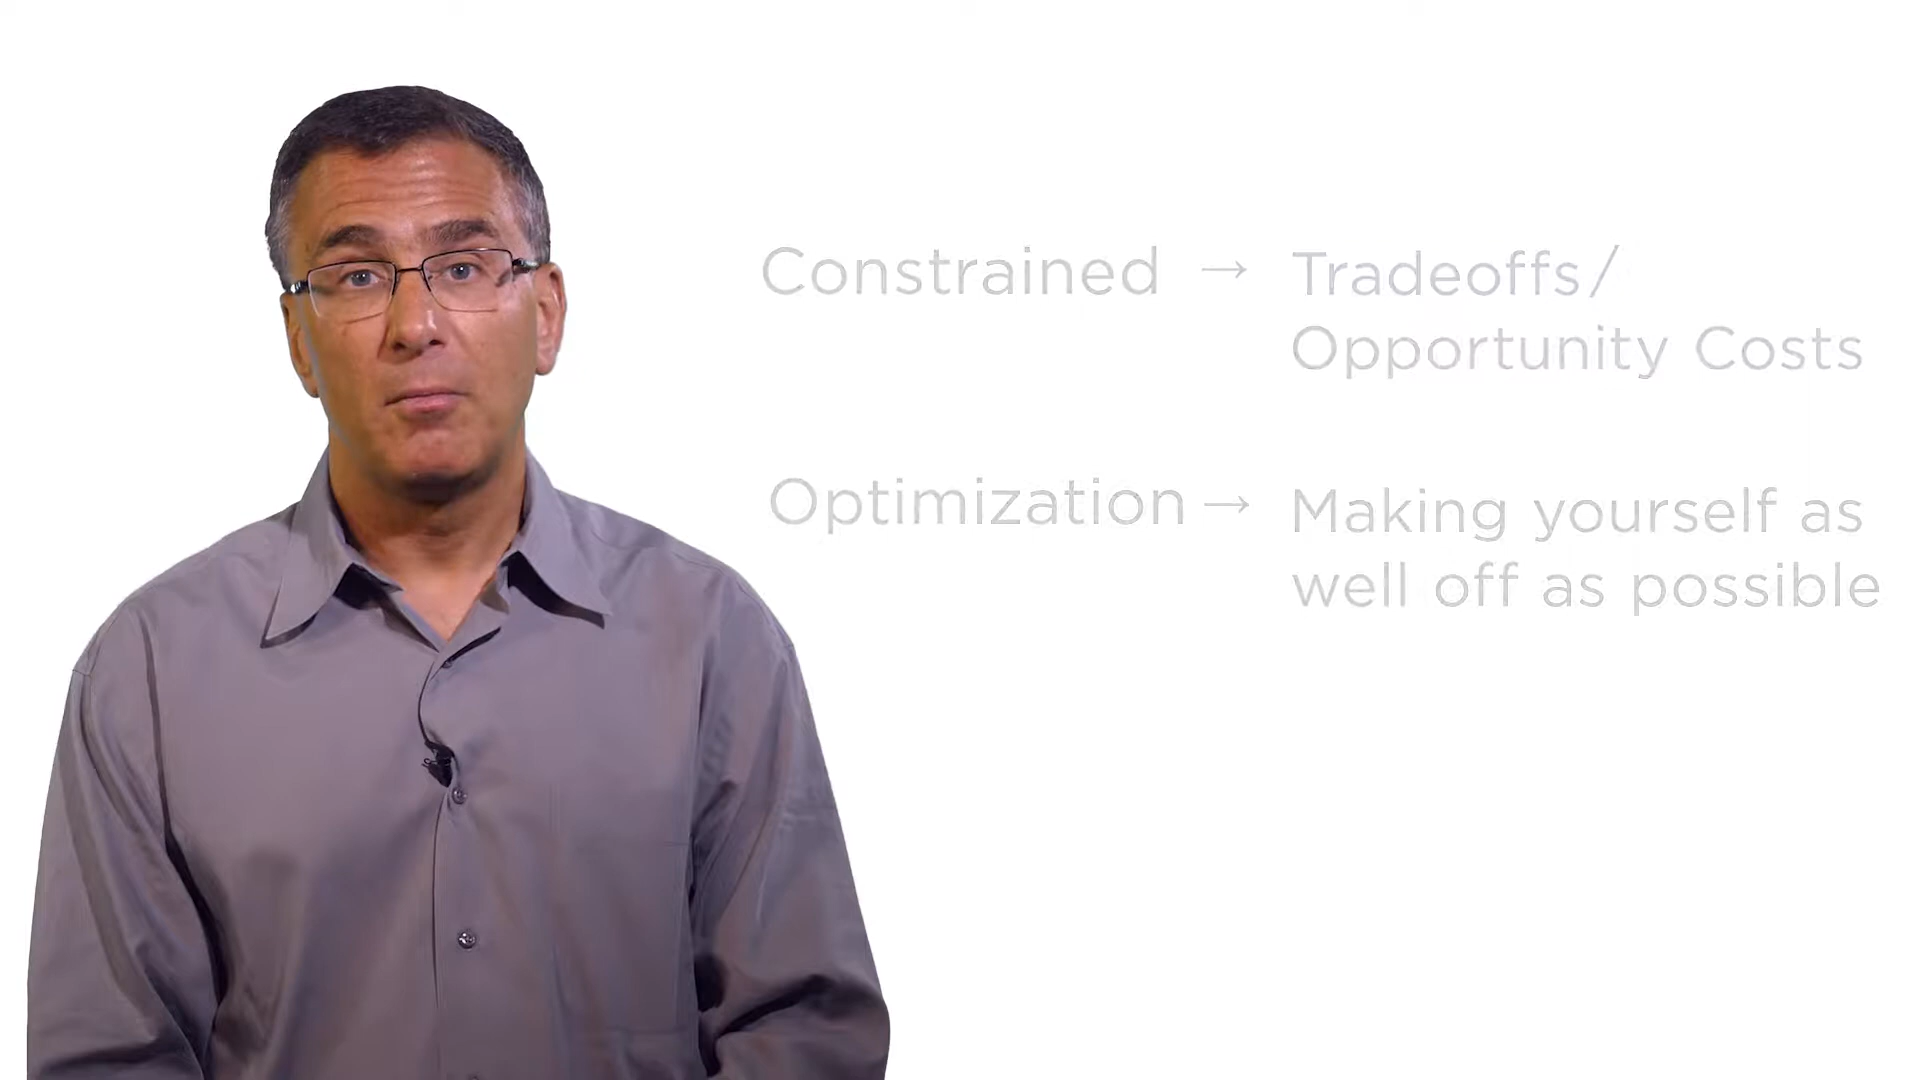 Constrained → Tradeoffs/
Opportunity Costs
Optimization → Making yourself as
well off as possible